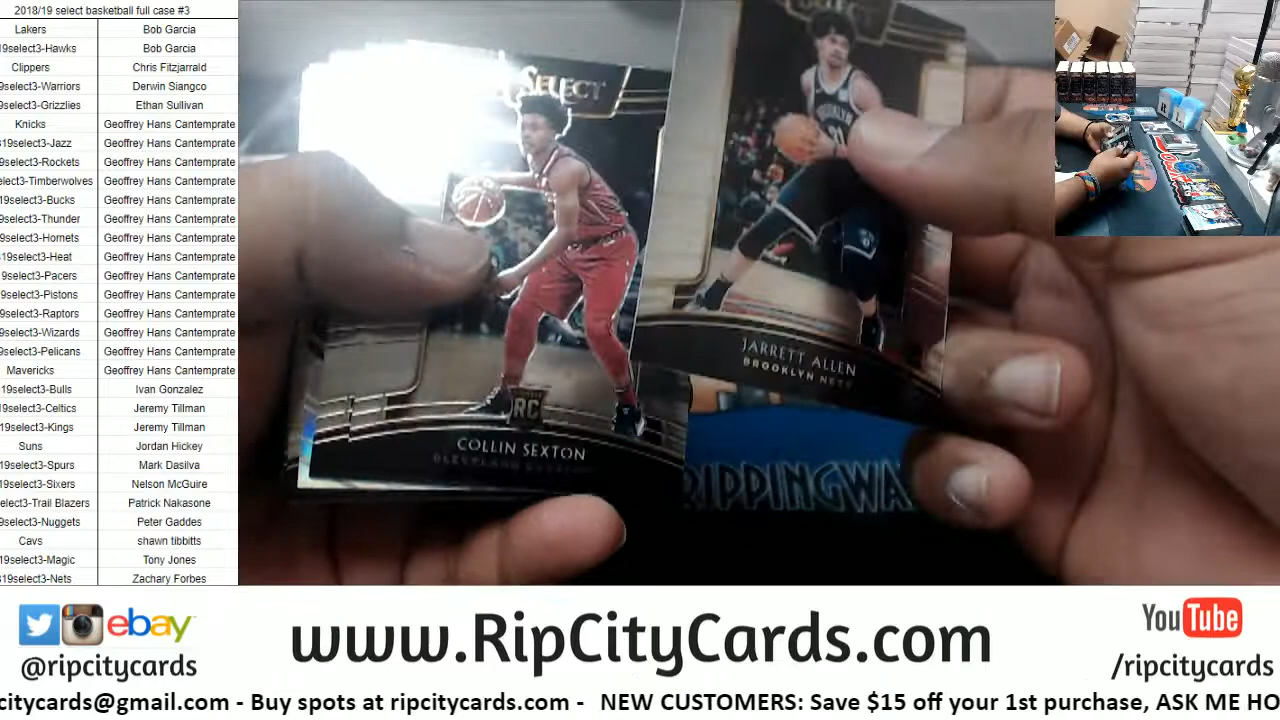 2018/19 select basketball full case #3
Lakers Bob Garcia
19select3-Hawks Bob Garcia
Clippers Chris Fitzjarrald
9select3-Warriors Derwin Siangco
9select3-Grizzlies Ethan Sullivan
Knicks Geoffrey Hans Cantemprate
19select3-Jazz Geoffrey Hans Cantemprate
9select3-Rockets Geoffrey Hans Cantemprate
elect3-Timberwolves Geoffrey Hans Cantemprate
9select3-Bucks Geoffrey Hans Cantemprate
9select3-Thunder Geoffrey Hans Cantemprate
9select3-Hornets Geoffrey Hans Cantemprate
19select3-Heat Geoffrey Hans Cantemprate
9select3-Pacers Geoffrey Hans Cantemprate
9select3-Pistons Geoffrey Hans Cantemprate
9select3-Raptors Geoffrey Hans Cantemprate
9select3-Wizards Geoffrey Hans Cantemprate
9select3-Pelicans Geoffrey Hans Cantemprate
Mavericks Geoffrey Hans Cantemprate
19select3-Bulls Ivan Gonzalez
9select3-Celtics Jeremy Tillman
19select3-Kings Jeremy Tillman
Suns Jordan Hickey
19select3-Spurs Mark Dasilva
9select3-Sixers Nelson McGuire
elect3-Trail Blazers Patrick Nakasone
9select3-Nuggets Peter Gaddes
Cavs shawn tibbitts
19select3-Magic Tony Jones
19select3-Nets Zachary Forbes
SELECT
SELECT
BROOKLYN
JARRETT ALLEN
BROOKLYN NETS
RC
COLLIN SEXTON
RIPPINGWA
ebay
@ripcitycards
www.RipCityCards.com
YouTube
/ripcitycards
citycards@gmail.com - Buy spots at ripcitycards.com - NEW CUSTOMERS: Save $15 off your 1st purchase, ASK ME HO